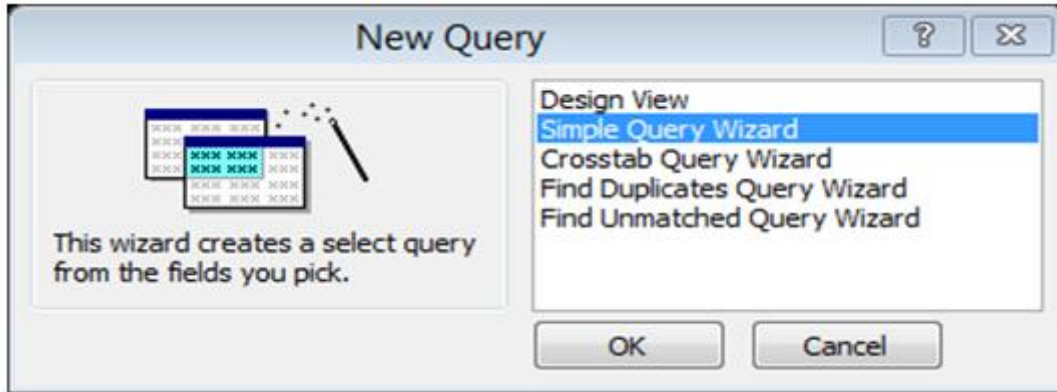 New Query
This wizard creates a select query
from the fields you pick.
Design View
Simple Query Wizard
Crosstab Query Wizard
Find Duplicates Query Wizard
Find Unmatched Query Wizard
OK
Cancel